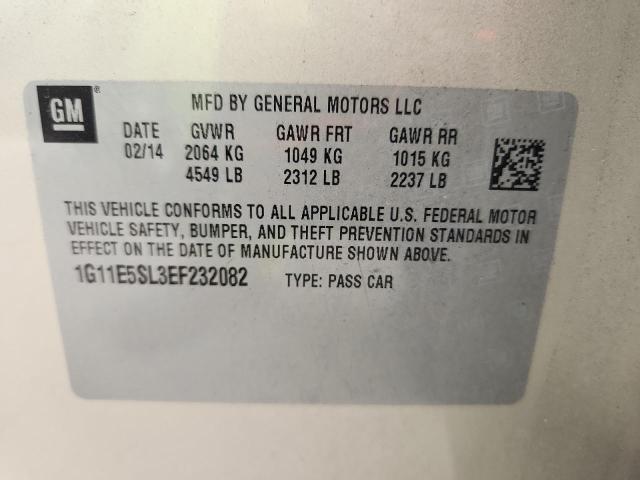 GM ®
MFD BY GENERAL MOTORS LLC
DATE GVWR GAWR FRT GAWR RR
02/14 2064 KG 1049 KG 1015 KG
4549 LB 2312 LB 2237 LB
THIS VEHICLE CONFORMS TO ALL APPLICABLE U.S. FEDERAL MOTOR
VEHICLE SAFETY, BUMPER, AND THEFT PREVENTION STANDARDS IN
EFFECT ON THE DATE OF MANUFACTURE SHOWN ABOVE.
1G11E5SL3EF232082 TYPE: PASS CAR